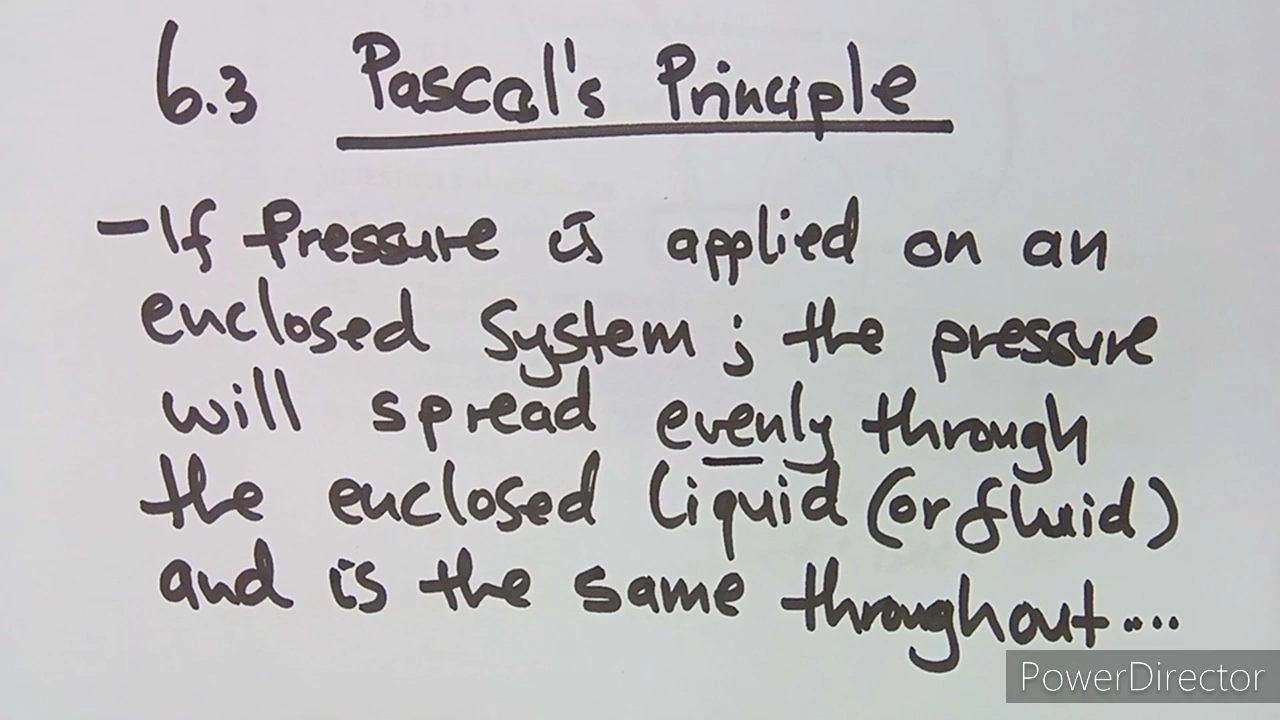 6.3 Pascal's Principle
- If Pressure is applied on an
enclosed System; the pressure
will spread evenly through
the enclosed Liquid (or fluid)
and is the same throughout....
PowerDirector